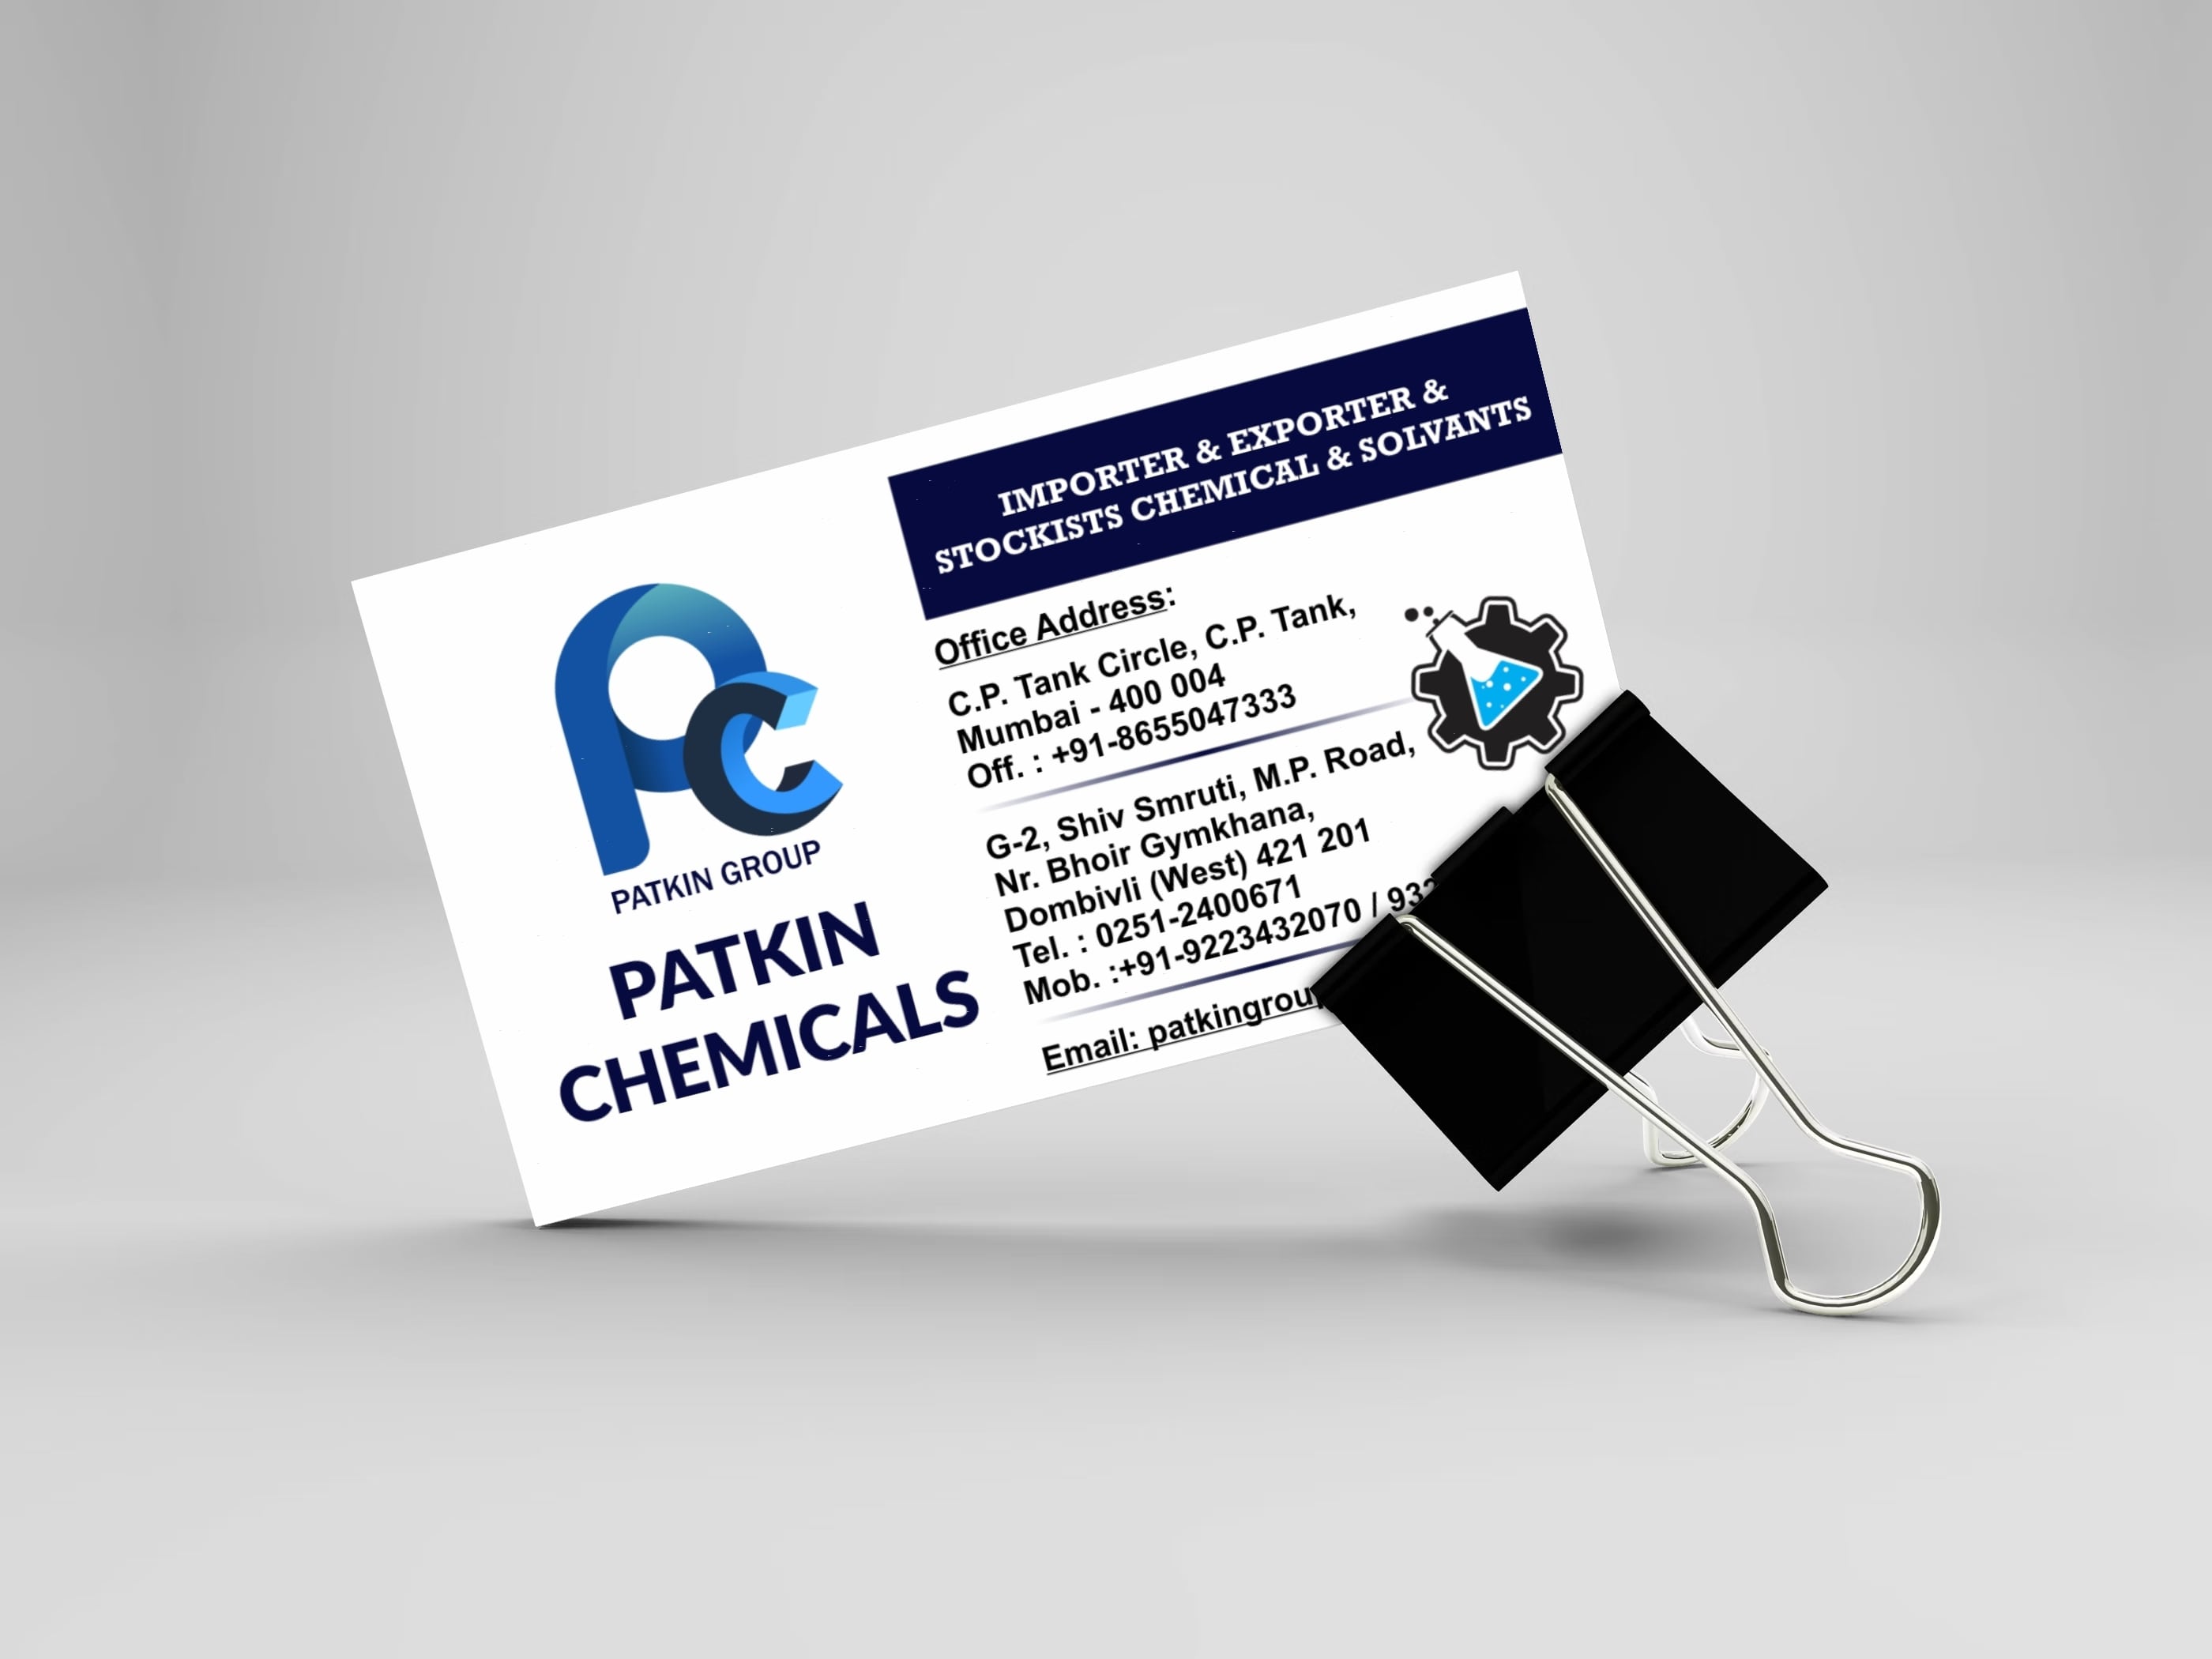 PATKIN GROUP
PATKIN
CHEMICALS
IMPORTER & EXPORTER &
STOCKISTS CHEMICAL & SOLVANTS
Office Address:
C.P. Tank Circle, C.P. Tank,
Mumbai - 400 004
Off. : +91-8655047333
G-2, Shiv Smruti, M.P. Road,
Nr. Bhoir Gymkhana,
Dombivli (West) 421 201
Tel. : 0251-2400671
Mob. :+91-9223432070 /
Email: